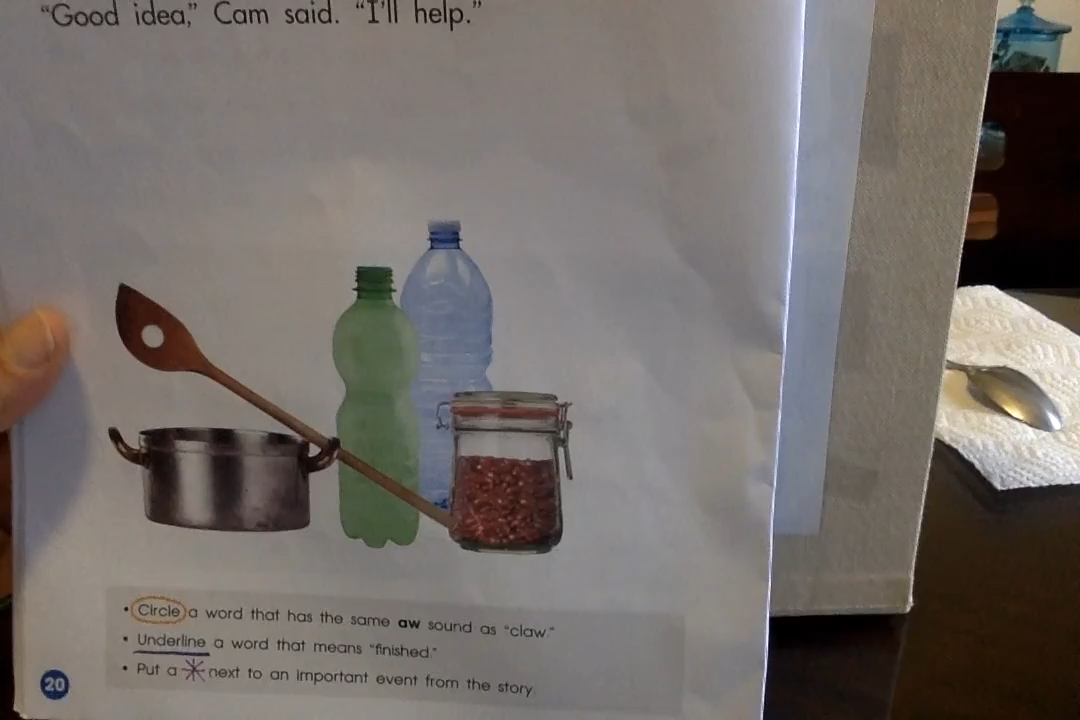 “Good idea,” Cam said. “I’ll help.”
• Circle a word that has the same aw sound as “claw.”
• Underline a word that means “finished.”
• Put a next to an important event from the story.
20